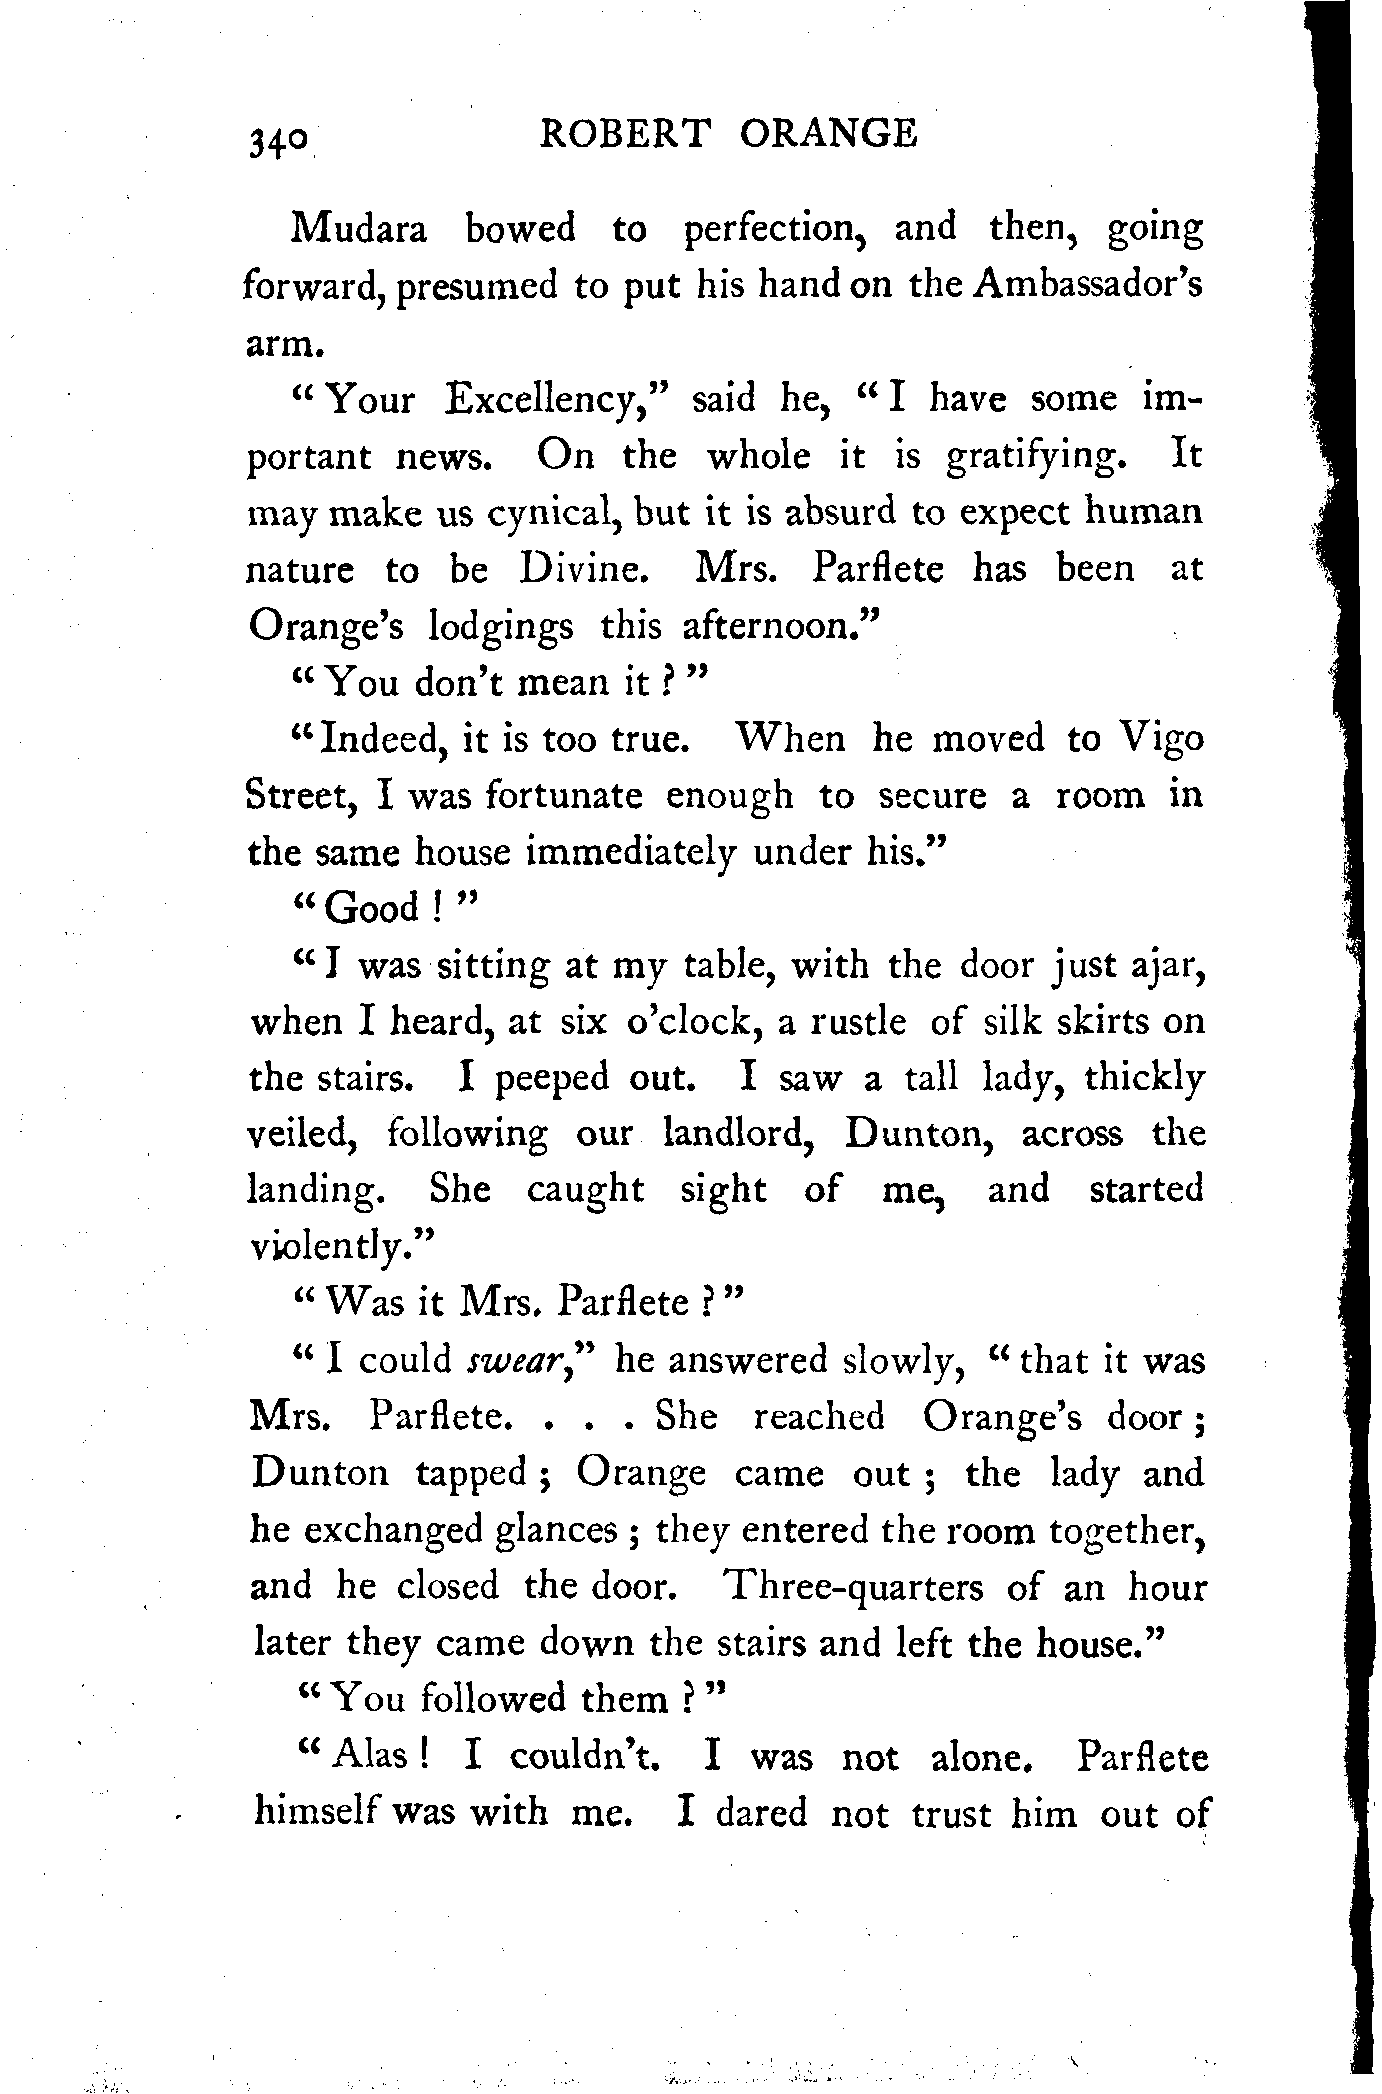 340 ROBERT ORANGE
Mudara bowed to perfection, and then, going
forward, presumed to put his hand on the Ambassador's
arm.
"Your Excellency," said he, "I have some im-
portant news. On the whole it is gratifying. It
may make us cynical, but it is absurd to expect human
nature to be Divine. Mrs. Parflete has been at
Orange's lodgings this afternoon."
"You don't mean it ? "
"Indeed, it is too true. When he moved to Vigo
Street, I was fortunate enough to secure a room in
the same house immediately under his."
"Good ! "
"I was sitting at my table, with the door just ajar,
when I heard, at six o'clock, a rustle of silk skirts on
the stairs. I peeped out. I saw a tall lady, thickly
veiled, following our landlord, Dunton, across the
landing. She caught sight of me, and started
violently."
"Was it Mrs. Parflete ? "
"I could swear," he answered slowly, "that it was
Mrs. Parflete. . . . She reached Orange's door ;
Dunton tapped ; Orange came out ; the lady and
he exchanged glances ; they entered the room together,
and he closed the door. Three-quarters of an hour
later they came down the stairs and left the house."
"You followed them ? "
"Alas ! I couldn't. I was not alone. Parflete
himself was with me. I dared not trust him out of